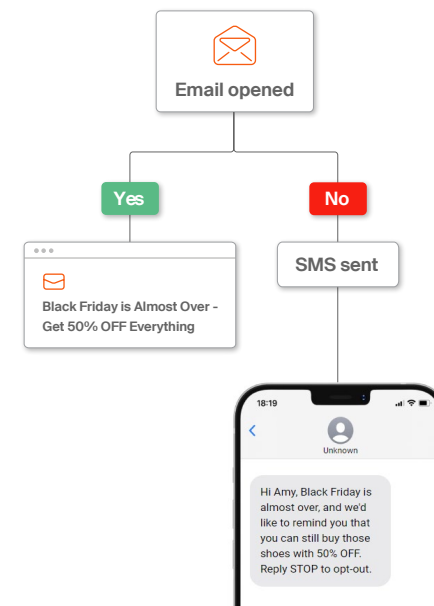 Email opened
Yes
No
Black Friday is Almost Over -
Get 50% OFF Everything
SMS sent
18:19
Unknown
Hi Amy, Black Friday is
almost over, and we'd
like to remind you that
you can still buy those
shoes with 50% OFF.
Reply STOP to opt-out.